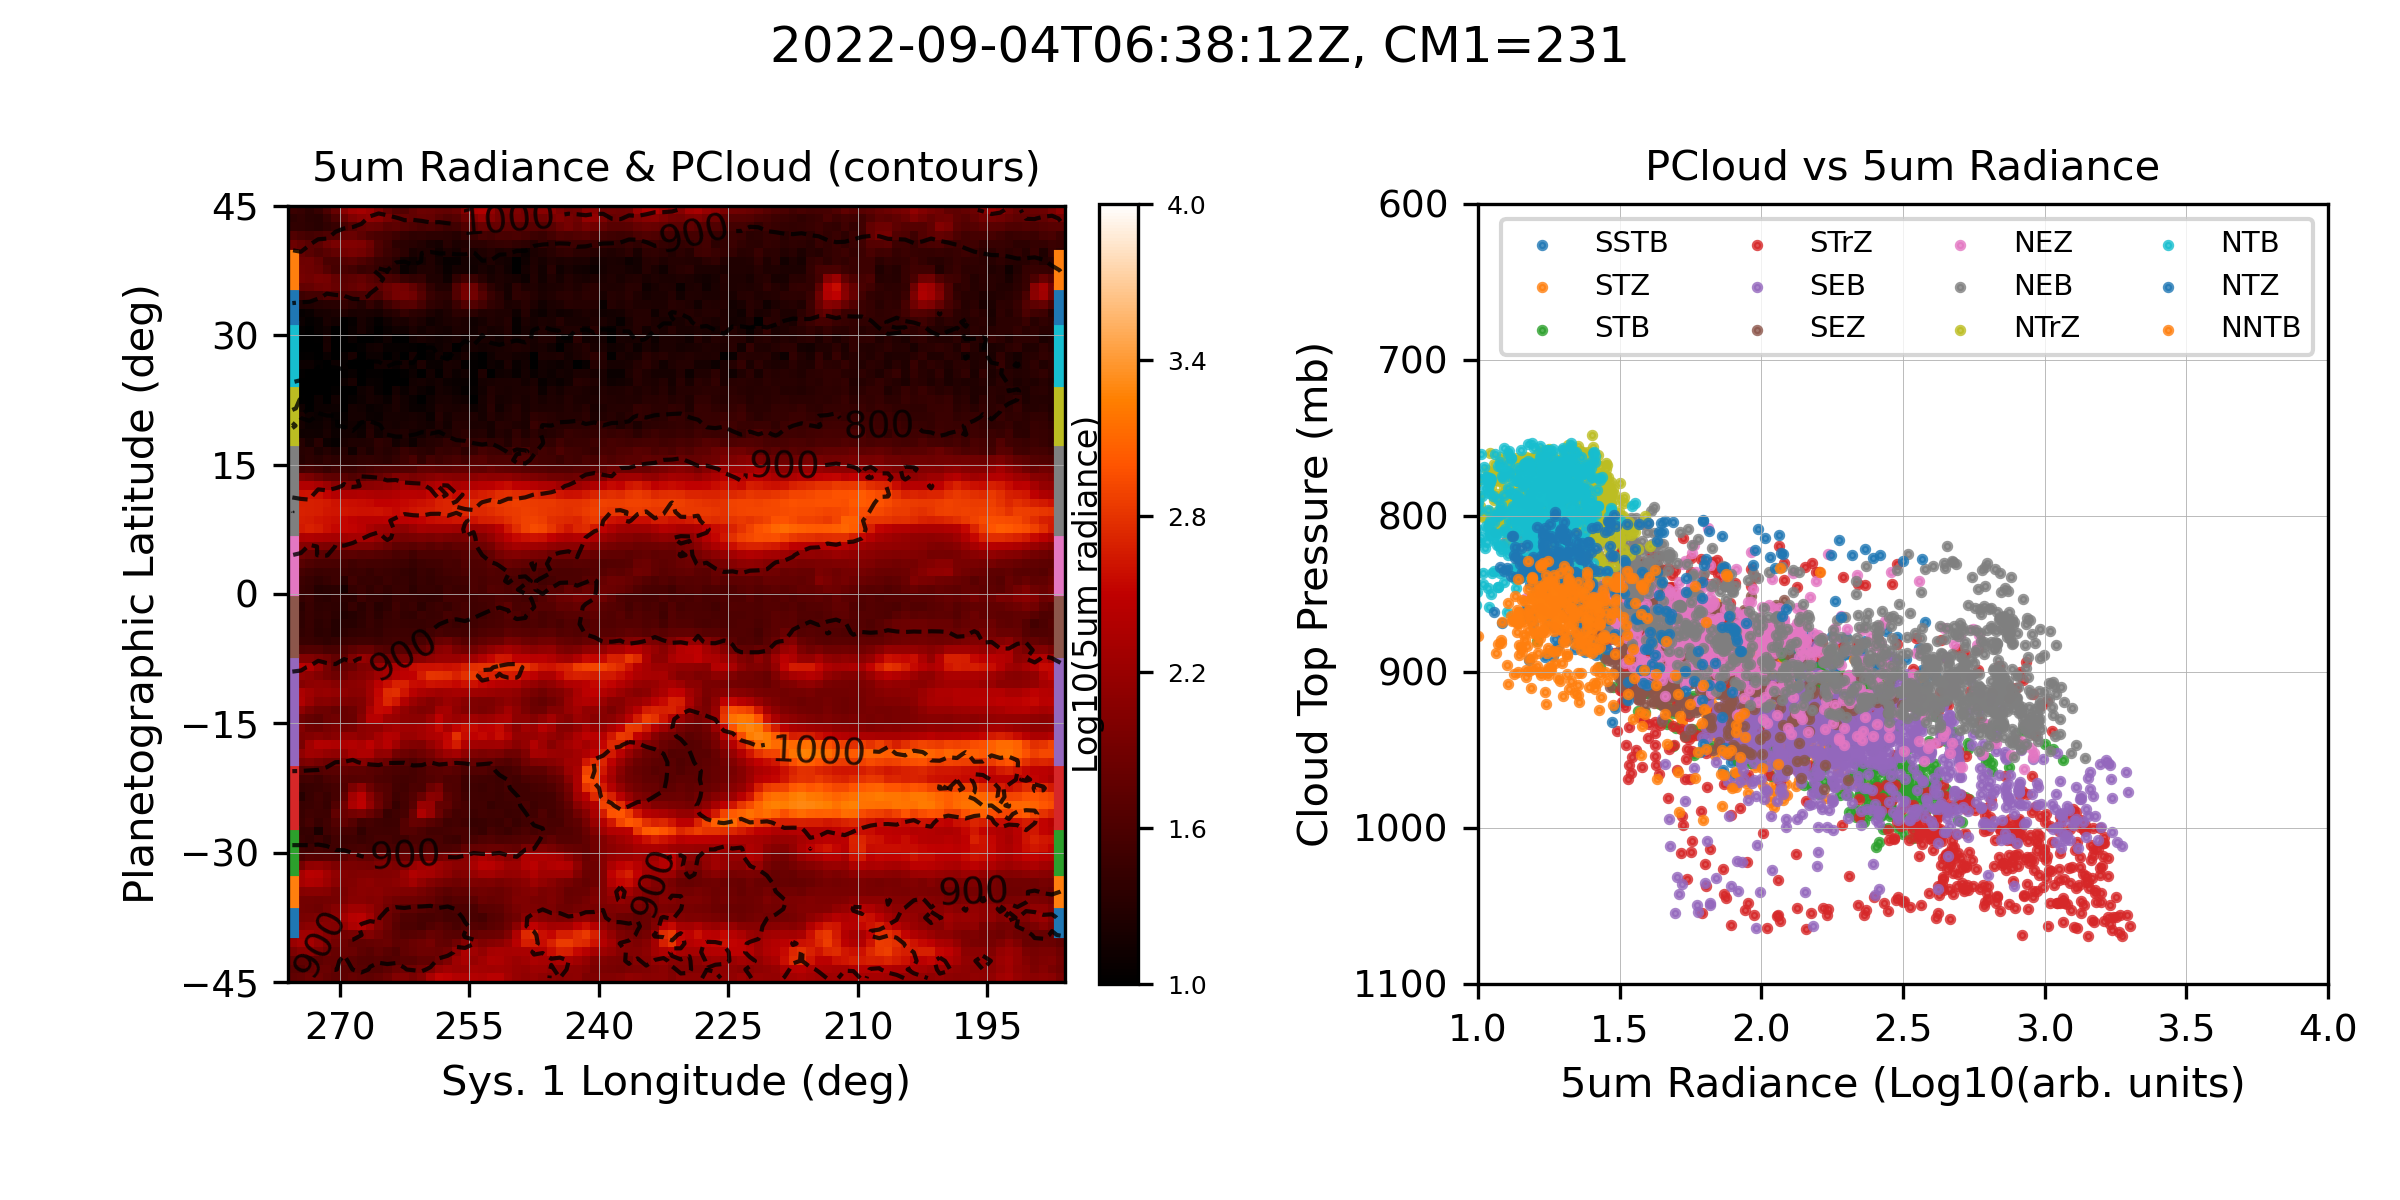 2022-09-04T06:38:12Z, CM1=231
5um Radiance & PCloud (contours)
45
30
15
0
−15
−30
−45
Planetographic Latitude (deg)
270
255
240
225
210
195
Sys. 1 Longitude (deg)
1000
900
800
900
900
1000
900
900
900
900
4.0
3.4
2.8
2.2
1.6
1.0
Log10(5um radiance)
PCloud vs 5um Radiance
600
700
800
900
1000
1100
Cloud Top Pressure (mb)
SSTB
STZ
STB
STrZ
SEB
SEZ
NEZ
NEB
NTrZ
NTB
NTZ
NNTB
1.0
1.5
2.0
2.5
3.0
3.5
4.0
5um Radiance (Log10(arb. units)